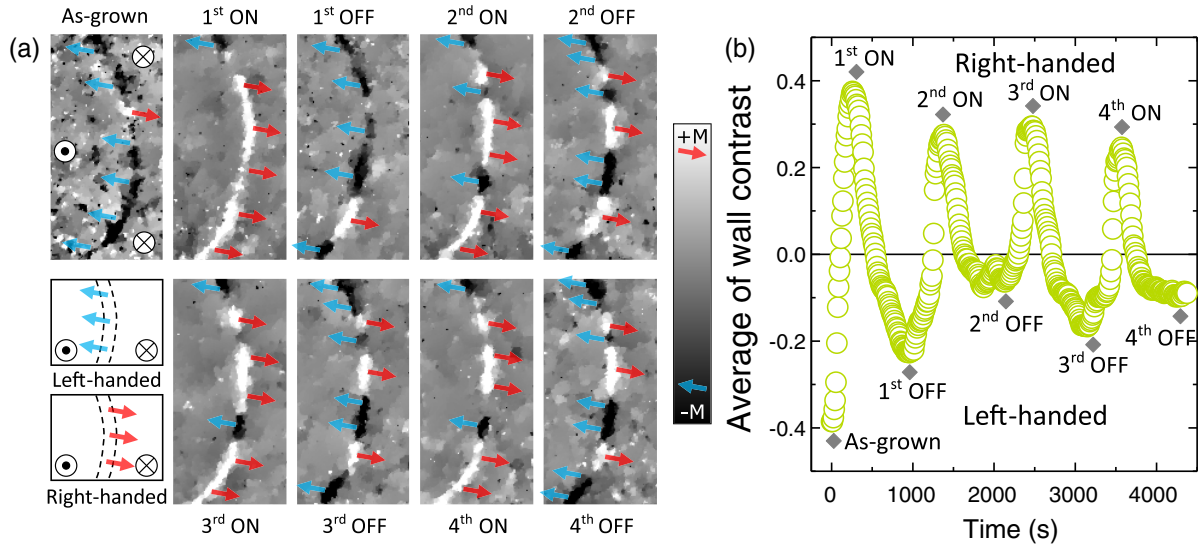 (a)
As-grown
1st ON
1st OFF
2nd ON
2nd OFF
+M
−M
Left-handed
Right-handed
3rd ON
3rd OFF
4th ON
4th OFF
(b)
Average of wall contrast
0.4
0.2
0.0
-0.2
-0.4
Right-handed
1st ON
2nd ON
3rd ON
4th ON
2nd OFF
3rd OFF
4th OFF
1st OFF
Left-handed
As-grown
0 1000 2000 3000 4000
Time (s)